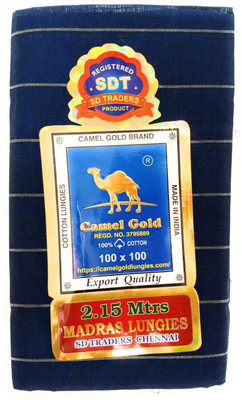 REGISTERED
SDT
SD TRADERS
PRODUCT
CAMEL GOLD BRAND
COTTON LUNGIES
MADE IN INDIA
®
Camel Gold
REGD. NO. 3795889
100% COTTON
100 x 100
https://camelgoldlungies.com/
Export Quality
2.15 Mtrs
MADRAS LUNGIES
SD TRADERS CHENNAI